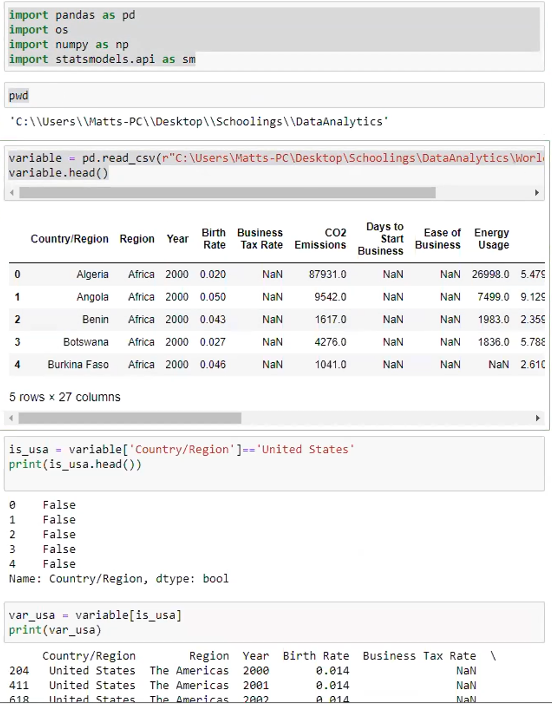 import pandas as pd
import os
import numpy as np
import statsmodels.api as sm
pwd
'C:\\Users\\Matts-PC\\Desktop\\Schoolings\\DataAnalytics'
variable = pd.read_csv(r"C:\Users\Matts-PC\Desktop\Schoolings\DataAnalytics\Worl
variable.head()
Country/Region Region Year Birth Rate Business Tax Rate CO2 Emissions Days to Start Business Ease of Business Energy Usage
0 Algeria Africa 2000 0.020 NaN 87931.0 NaN NaN 26998.0 5.479
1 Angola Africa 2000 0.050 NaN 9542.0 NaN NaN 7499.0 9.129
2 Benin Africa 2000 0.043 NaN 1617.0 NaN NaN 1983.0 2.359
3 Botswana Africa 2000 0.027 NaN 4276.0 NaN NaN 1836.0 5.788
4 Burkina Faso Africa 2000 0.046 NaN 1041.0 NaN NaN NaN 2.610
5 rows × 27 columns
is_usa = variable['Country/Region']=='United States'
print(is_usa.head())
0 False
1 False
2 False
3 False
4 False
Name: Country/Region, dtype: bool
var_usa = variable[is_usa]
print(var_usa)
Country/Region Region Year Birth Rate Business Tax Rate \
204 United States The Americas 2000 0.014 NaN
411 United States The Americas 2001 0.014 NaN
618 United States The Americas 2002 0.014 NaN